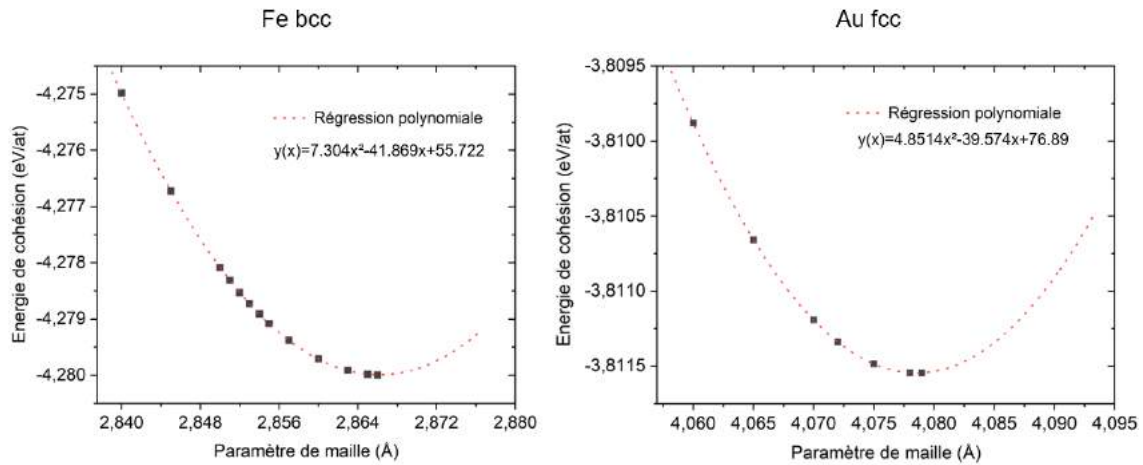 Fe bcc
Au fcc
Energie de cohésion (eV/at)
-4,275
-4,276
-4,277
-4,278
-4,279
-4,280
Régression polynomiale
y(x)=7.304x²-41.869x+55.722
2,840 2,848 2,856 2,864 2,872 2,880
Paramètre de maille (Å)
Energie de cohésion (eV/at)
-3,8095
-3,8100
-3,8105
-3,8110
-3,8115
Régression polynomiale
y(x)=4.8514x²-39.574x+76.89
4,060 4,065 4,070 4,075 4,080 4,085 4,090 4,095
Paramètre de maille (Å)